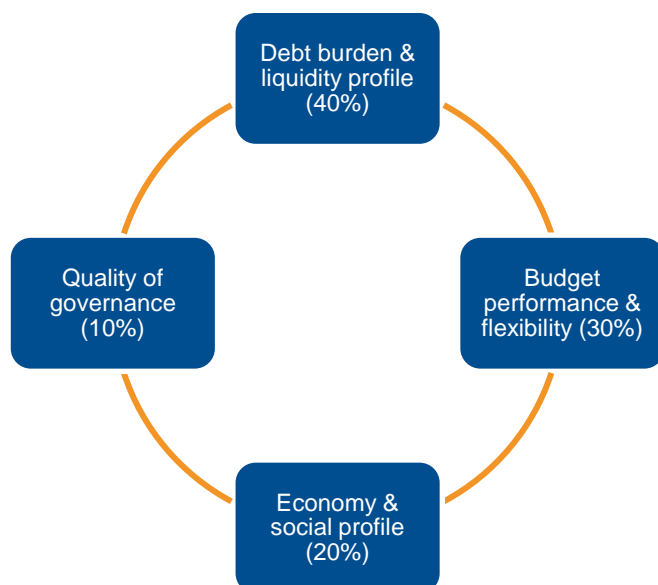 Debt burden &
liquidity profile
(40%)
Quality of
governance
(10%)
Budget
performance &
flexibility (30%)
Economy &
social profile
(20%)